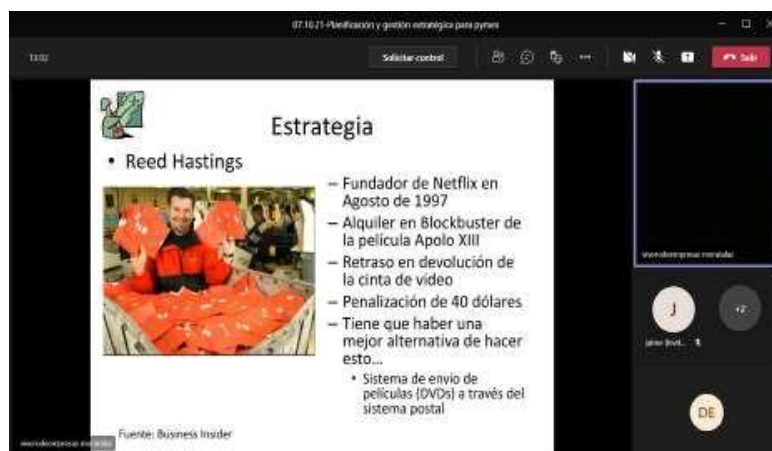 07.10.21-Planificación y gestión estratégica para pymes
13:02
Solicitar control
Salir
Estrategia
• Reed Hastings
– Fundador de Netflix en
Agosto de 1997
– Alquiler en Blockbuster de
la película Apolo XIII
– Retraso en devolución de
la cinta de vídeo
– Penalización de 40 dólares
– Tiene que haber una
mejor alternativa de hacer
esto...
• Sistema de envío de
películas (DVDs) a través del
sistema postal
Fuente: Business Insider
J
+2
DE